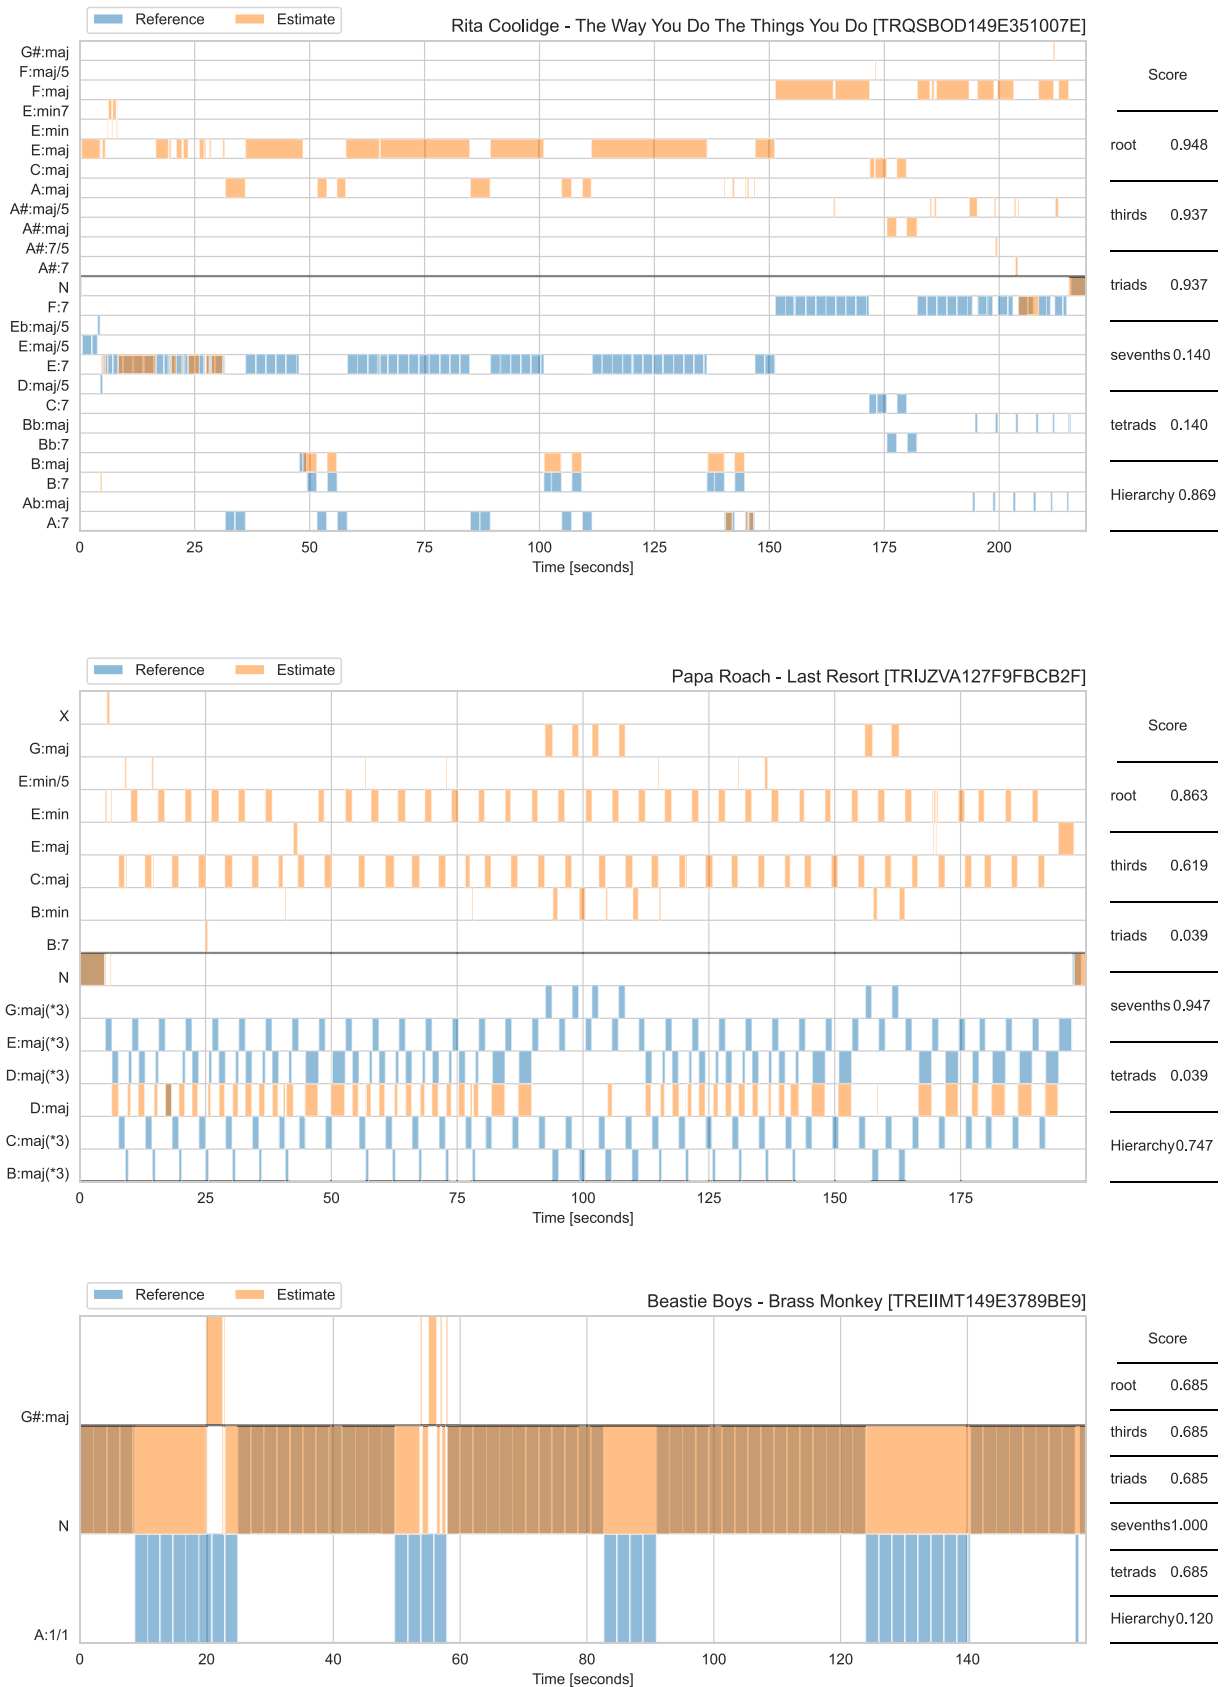 Reference Estimate
Rita Coolidge - The Way You Do The Things You Do [TRQSBOD149E351007E]
G#:maj
F:maj/5
F:maj
E:min7
E:min
E:maj
C:maj
A:maj
A#:maj/5
A#:maj
A#:7/5
A#:7
N
F:7
Eb:maj/5
E:maj/5
E:7
D:maj/5
C:7
Bb:maj
Bb:7
B:maj
B:7
Ab:maj
A:7
0 25 50 75 100 125 150 175 200
Time [seconds]
Score
root 0.948
thirds 0.937
triads 0.937
sevenths 0.140
tetrads 0.140
Hierarchy 0.869
Reference Estimate
Papa Roach - Last Resort [TRIJZVA127F9FBCB2F]
X
G:maj
E:min/5
E:min
E:maj
C:maj
B:min
B:7
N
G:maj(*3)
E:maj(*3)
D:maj(*3)
D:maj
C:maj(*3)
B:maj(*3)
0 25 50 75 100 125 150 175
Time [seconds]
Score
root 0.863
thirds 0.619
triads 0.039
sevenths 0.947
tetrads 0.039
Hierarchy 0.747
Reference Estimate
Beastie Boys - Brass Monkey [TREIIMT149E3789BE9]
G#:maj
N
A:1/1
0 20 40 60 80 100 120 140
Time [seconds]
Score
root 0.685
thirds 0.685
triads 0.685
sevenths 1.000
tetrads 0.685
Hierarchy 0.120